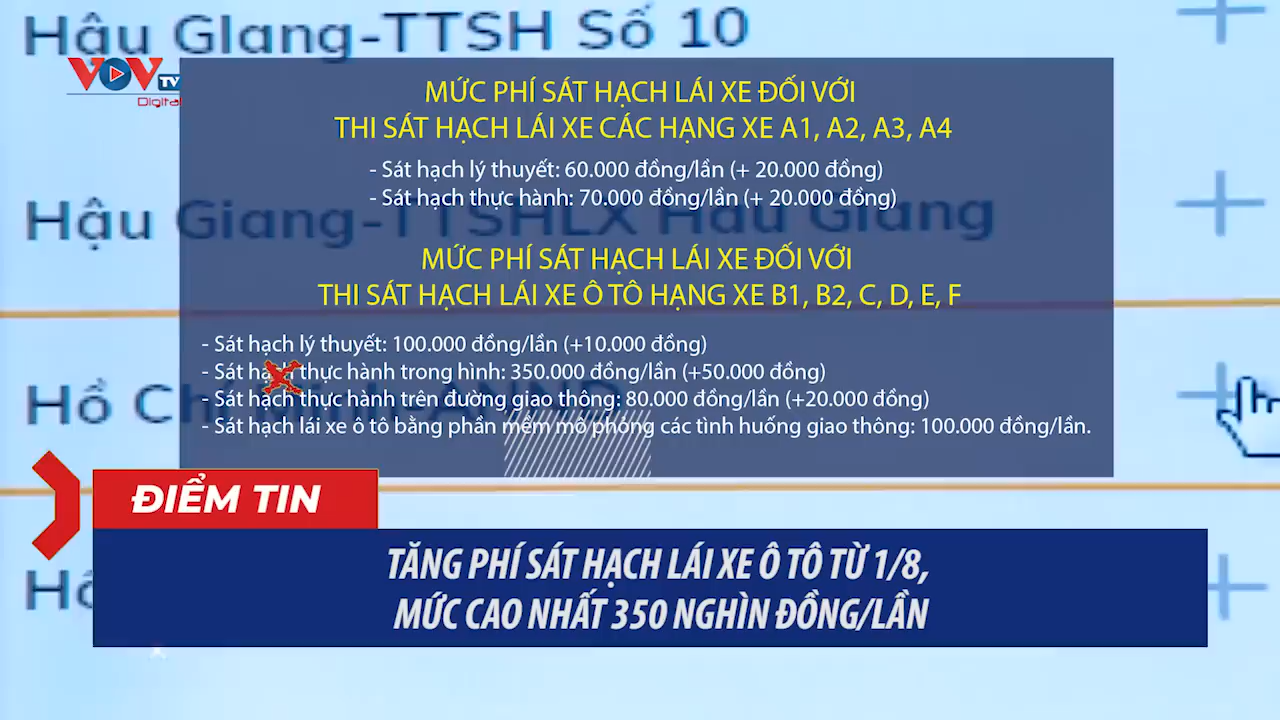 Hậu Giang-TTSH Số 10
VOV TV
Digital
MỨC PHÍ SÁT HẠCH LÁI XE ĐỐI VỚI
THI SÁT HẠCH LÁI XE CÁC HẠNG XE A1, A2, A3, A4
- Sát hạch lý thuyết: 60.000 đồng/lần (+ 20.000 đồng)
- Sát hạch thực hành: 70.000 đồng/lần (+ 20.000 đồng)
Hậu Giang-TTSHLX Hậu Giang
MỨC PHÍ SÁT HẠCH LÁI XE ĐỐI VỚI
THI SÁT HẠCH LÁI XE Ô TÔ HẠNG XE B1, B2, C, D, E, F
- Sát hạch lý thuyết: 100.000 đồng/lần (+10.000 đồng)
- Sát hạch thực hành trong hình: 350.000 đồng/lần (+50.000 đồng)
- Sát hạch thực hành trên đường giao thông: 80.000 đồng/lần (+20.000 đồng)
Hồ Chí Minh-
- Sát hạch lái xe ô tô bằng phần mềm mô phỏng các tình huống giao thông: 100.000 đồng/lần.
ĐIỂM TIN
TĂNG PHÍ SÁT HẠCH LÁI XE Ô TÔ TỪ 1/8,
MỨC CAO NHẤT 350 NGHÌN ĐỒNG/LẦN